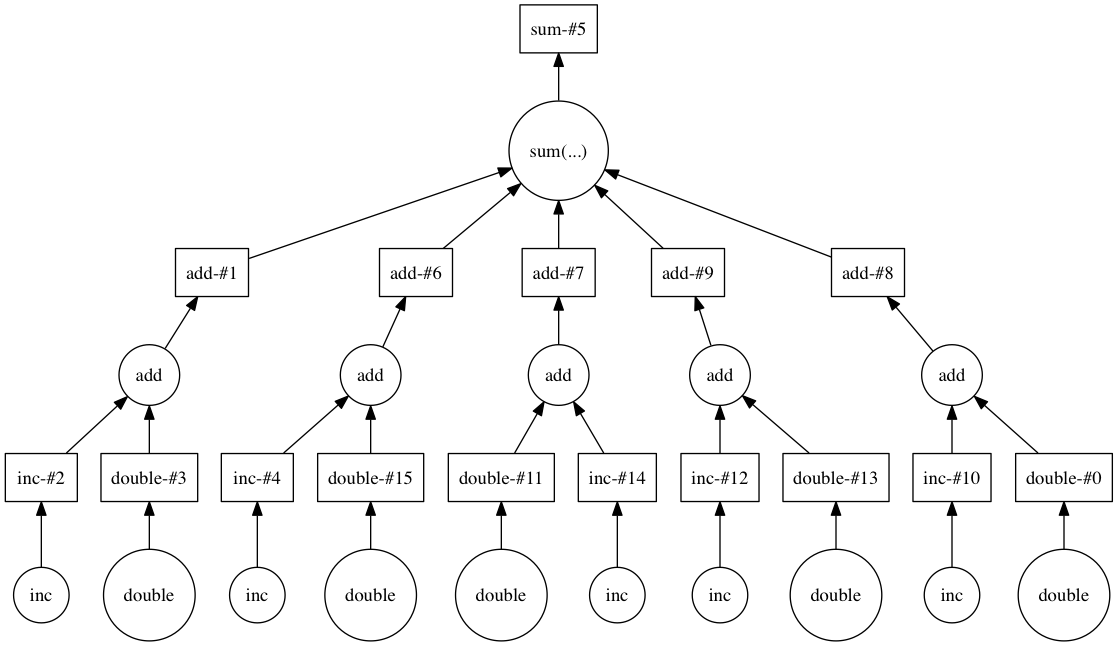 sum-#5
sum(...)
add-#1
add-#6
add-#7
add-#9
add-#8
add
add
add
add
add
inc-#2
double-#3
inc-#4
double-#15
double-#11
inc-#14
inc-#12
double-#13
inc-#10
double-#0
inc
double
inc
double
double
inc
inc
double
inc
double